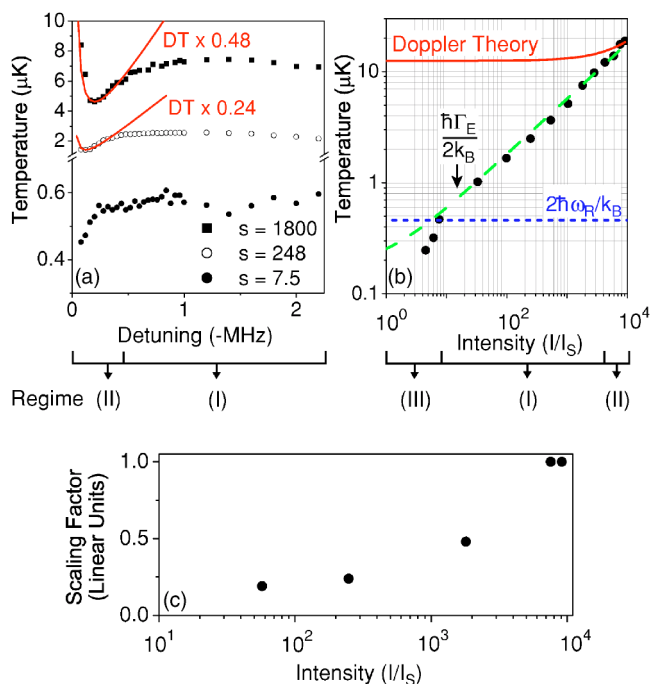 DT x 0.48
DT x 0.24
Temperature (μK)
10
8
6
4
2
0.6
0.4
(a)
s = 1800
s = 248
s = 7.5
0
1
2
Detuning (-MHz)
Doppler Theory
ħΓE
2kB
2ħωR/kB
Temperature (μK)
10
1
0.1
(b)
10^0
10^2
10^4
Intensity (I/IS)
Regime
(II)
(I)
(III)
(I)
(II)
Scaling Factor
(Linear Units)
1.0
0.5
0.0
(c)
10^1
10^2
10^3
10^4
Intensity (I/IS)